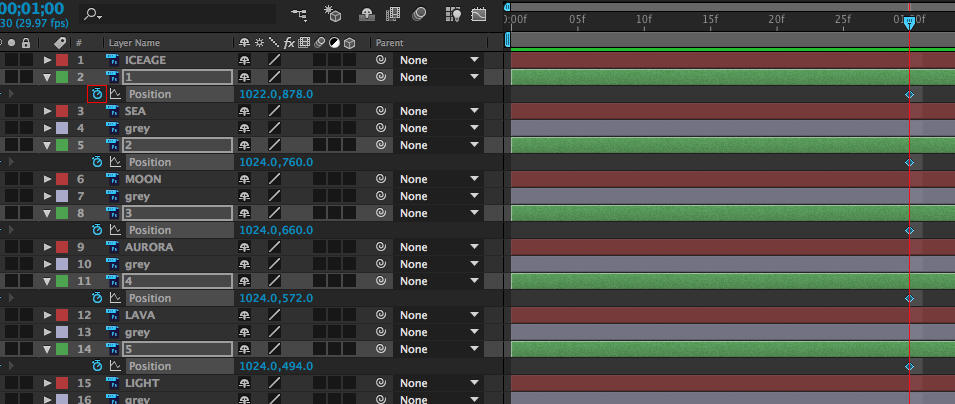 00;01;00
30 (29.97 fps)
# Layer Name fx Parent
:00f 05f 10f 15f 20f 25f 01:00f
1 ICEAGE None
2 1 None
Position 1022.0,878.0
3 SEA None
4 grey None
5 2 None
Position 1024.0,760.0
6 MOON None
7 grey None
8 3 None
Position 1024.0,660.0
9 AURORA None
10 grey None
11 4 None
Position 1024.0,572.0
12 LAVA None
13 grey None
14 5 None
Position 1024.0,494.0
15 LIGHT None
16 grey None